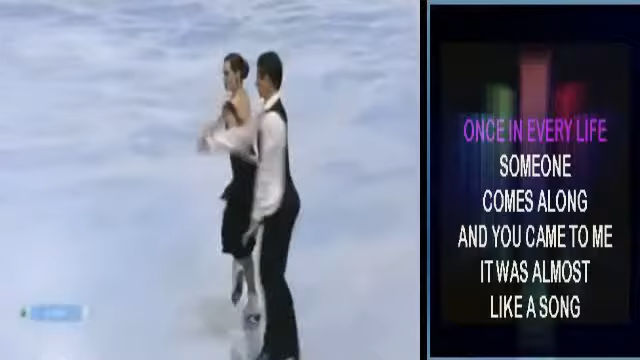 ONCE IN EVERY LIFE
SOMEONE
COMES ALONG
AND YOU CAME TO ME
IT WAS ALMOST
LIKE A SONG